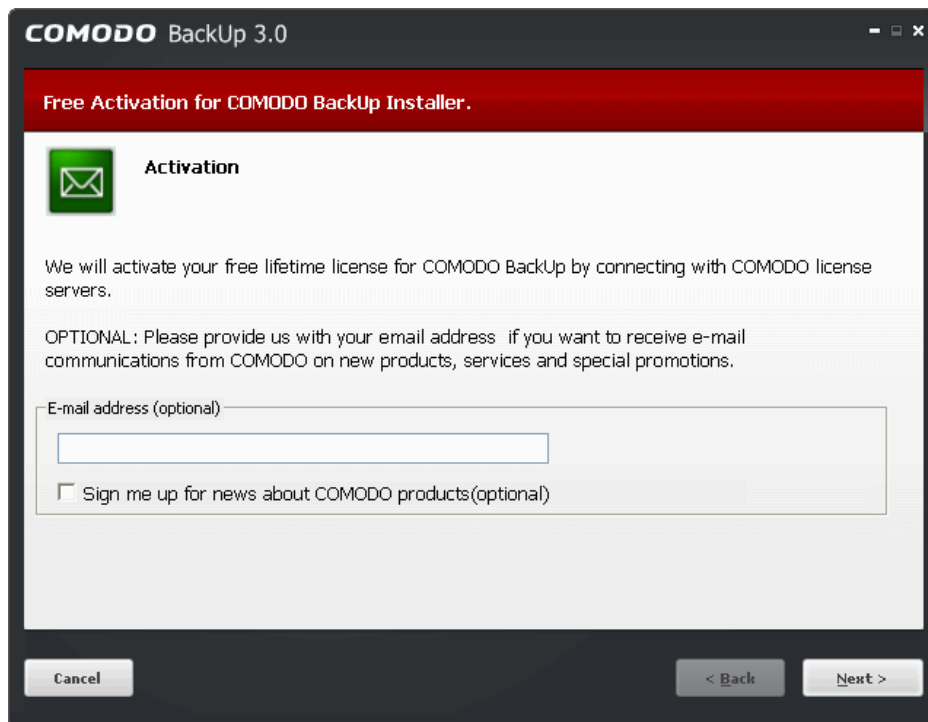 COMODO BackUp 3.0
Free Activation for COMODO BackUp Installer.
Activation
We will activate your free lifetime license for COMODO BackUp by connecting with COMODO license
servers.
OPTIONAL: Please provide us with your email address  if you want to receive e-mail
communications from COMODO on new products, services and special promotions.
E-mail address (optional)
Sign me up for news about COMODO products(optional)
Cancel
< Back
Next >